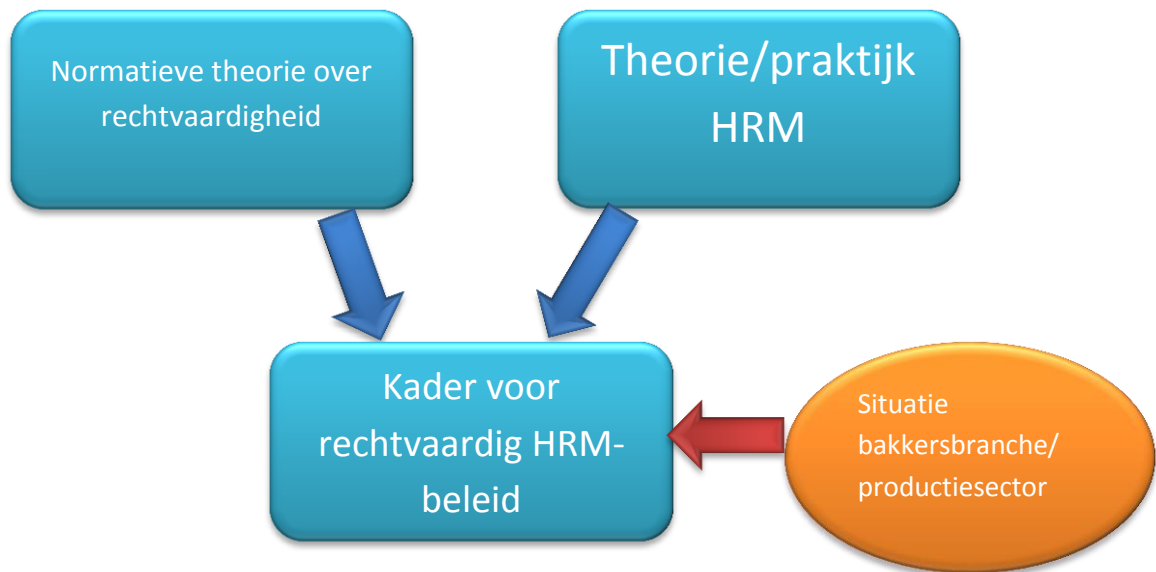 Normatieve theorie over
rechtvaardigheid
Theorie/praktijk
HRM
Kader voor
rechtvaardig HRM-
beleid
Situatie
bakkersbranche/
productiesector